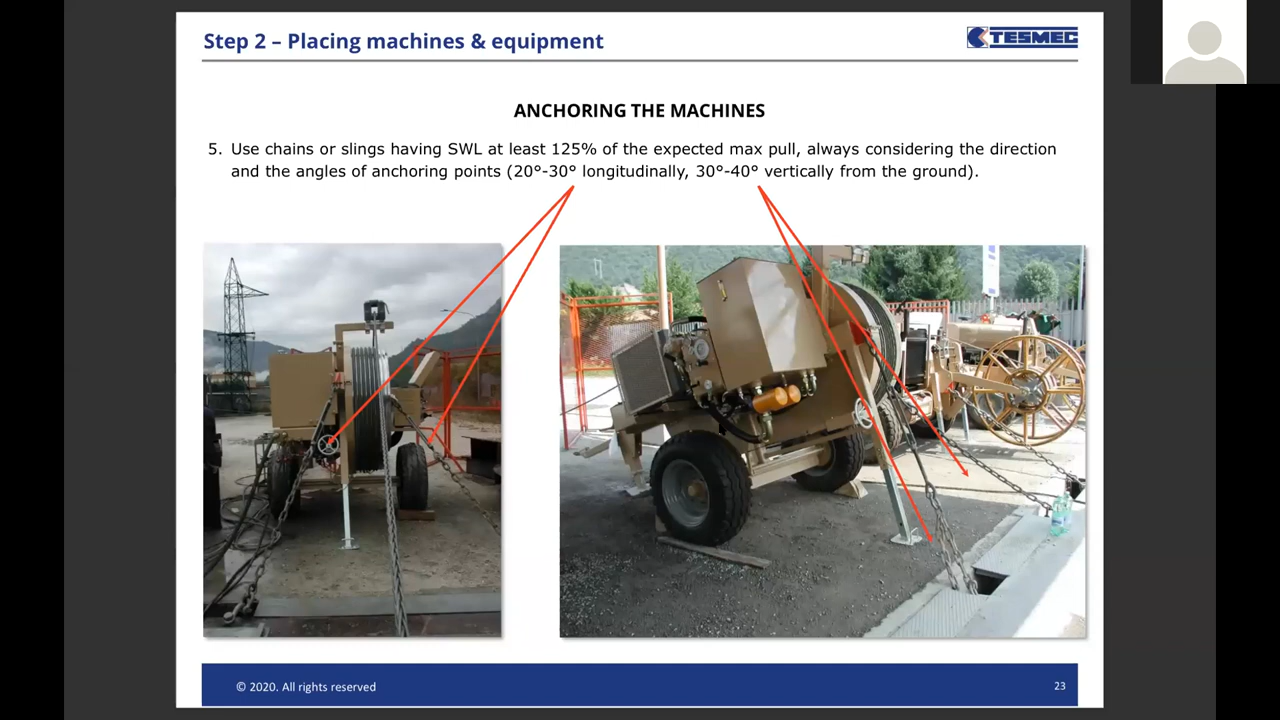 Step 2 – Placing machines & equipment
TESMEC
ANCHORING THE MACHINES
5. Use chains or slings having SWL at least 125% of the expected max pull, always considering the direction
and the angles of anchoring points (20°-30° longitudinally, 30°-40° vertically from the ground).
© 2020. All rights reserved
23